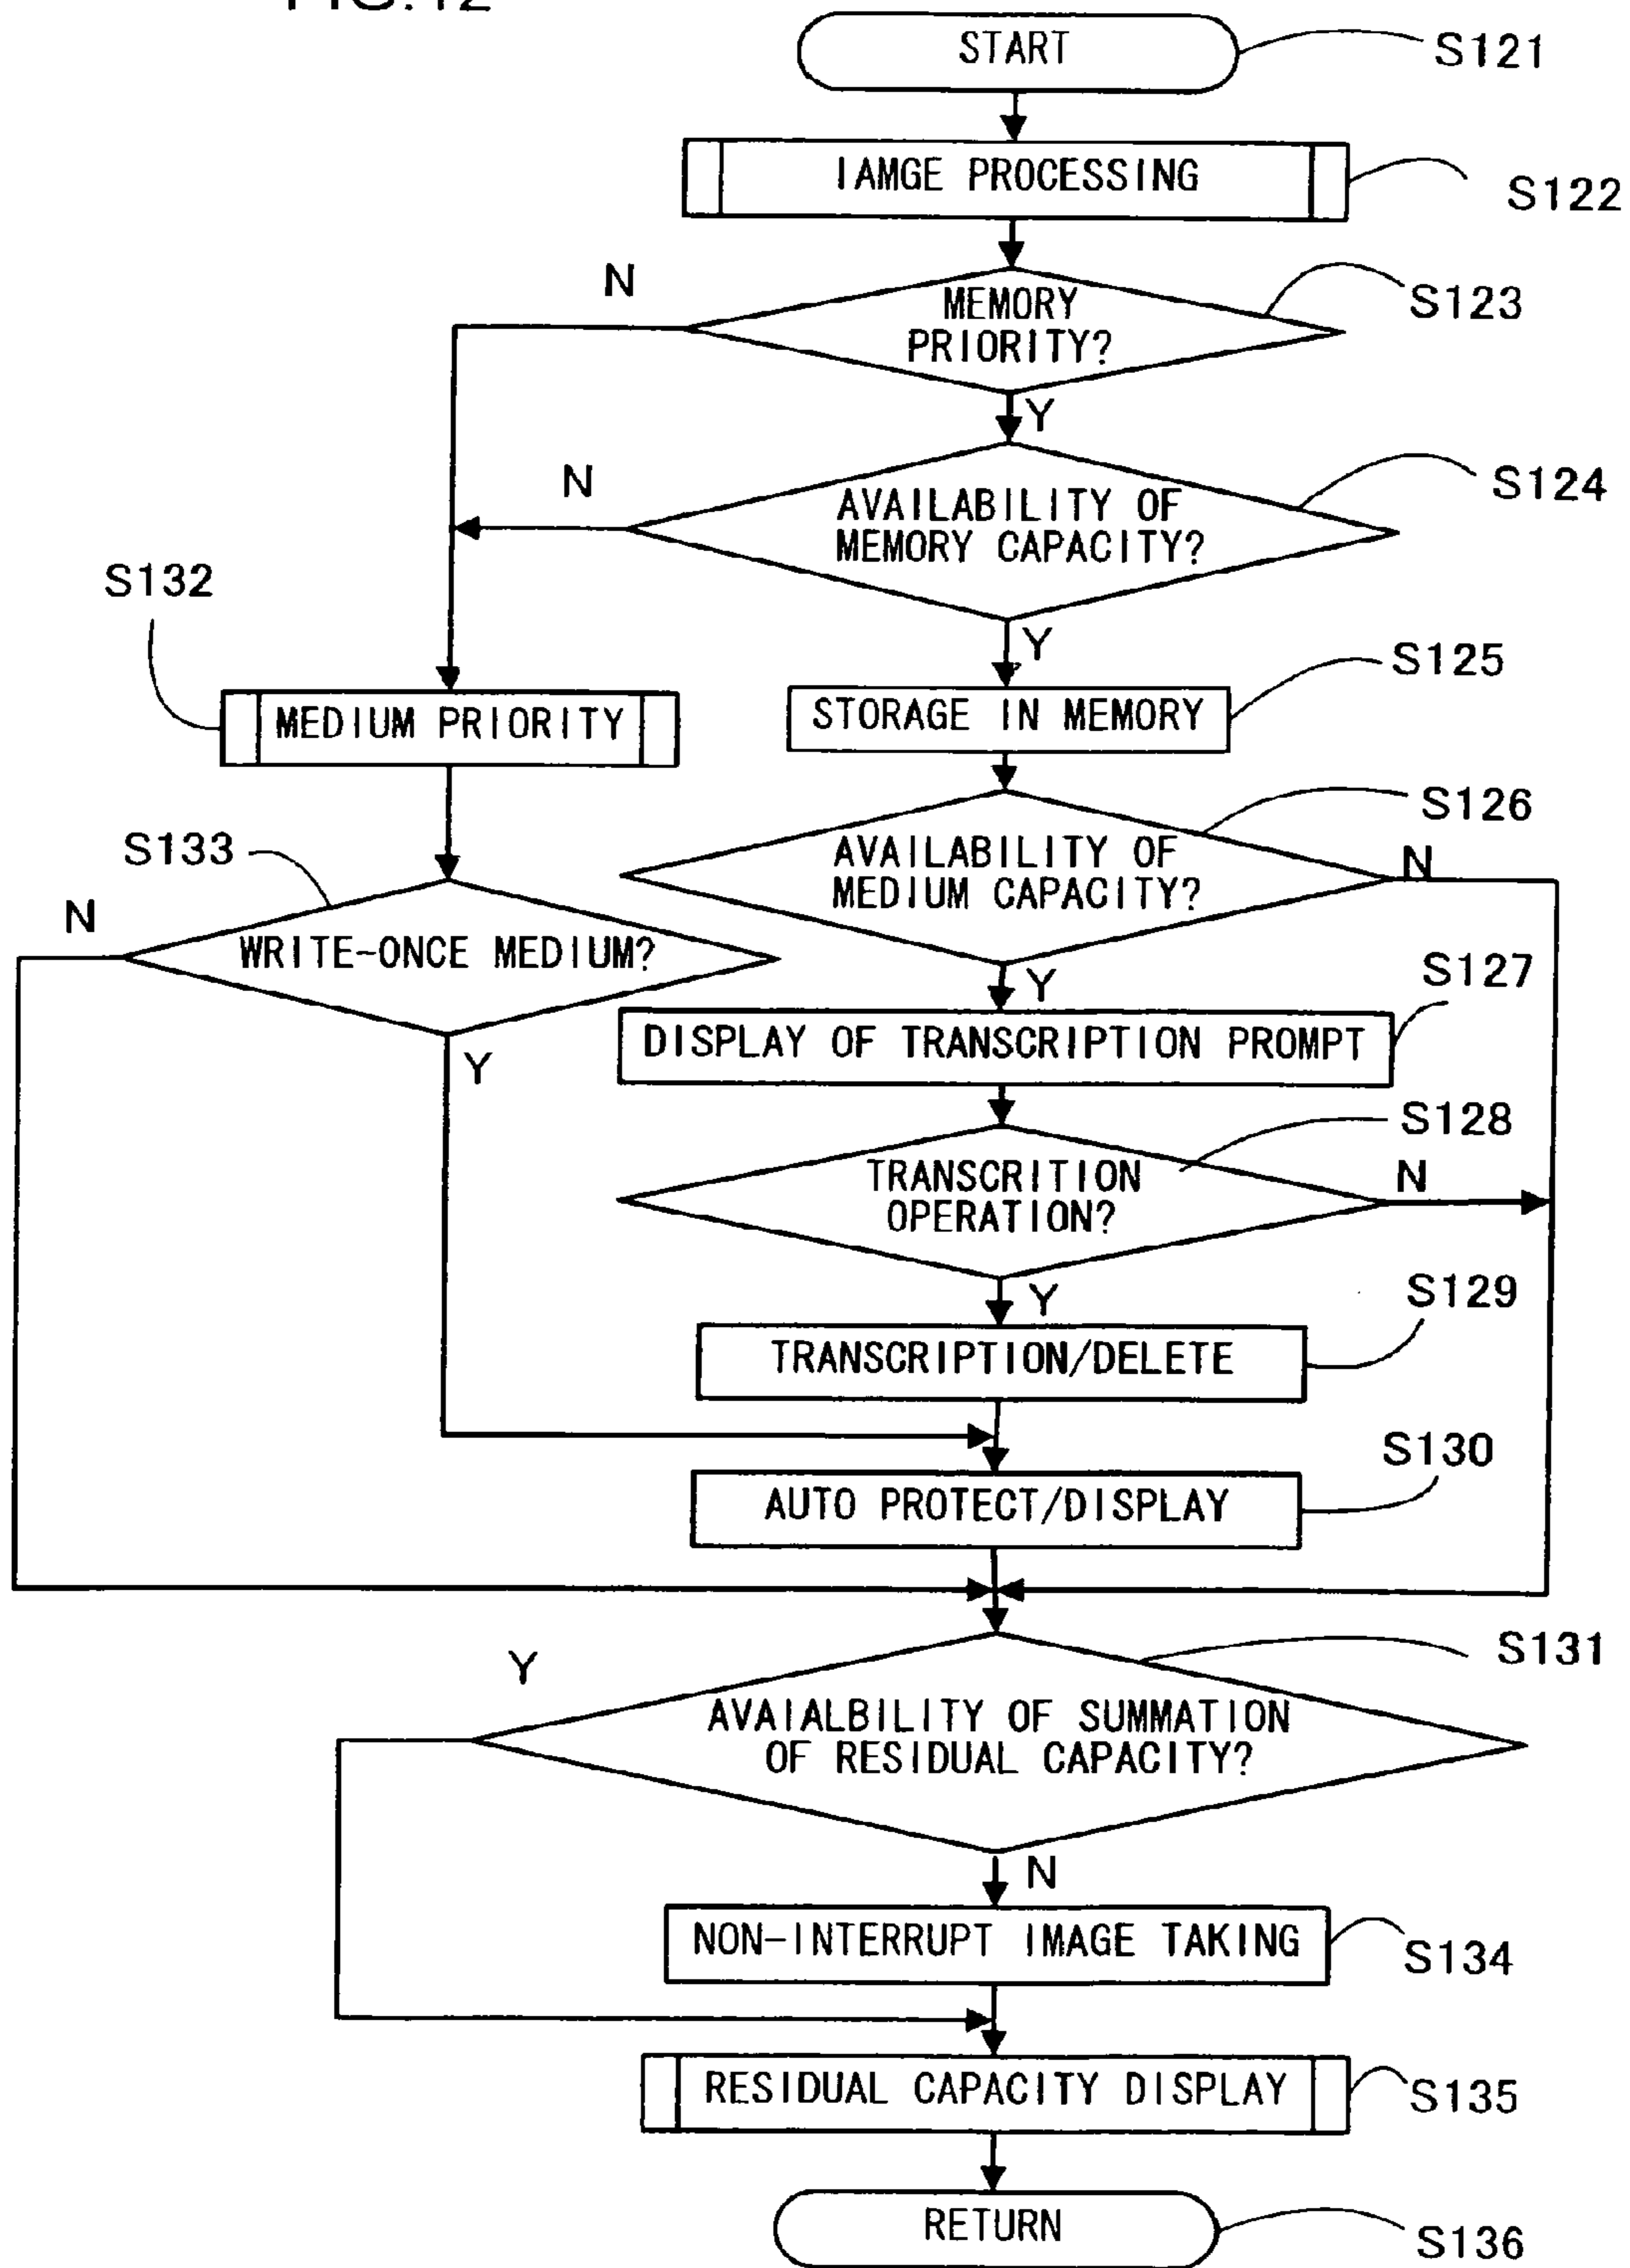 FIG.12
START
S121
IAMGE PROCESSING
S122
N
MEMORY
PRIORITY?
S123
Y
N
AVAILABILITY OF
MEMORY CAPACITY?
S124
Y
S132
MEDIUM PRIORITY
STORAGE IN MEMORY
S125
S126
AVAILABILITY OF
MEDIUM CAPACITY?
N
S133
N
WRITE-ONCE MEDIUM?
Y
Y
S127
DISPLAY OF TRANSCRIPTION PROMPT
S128
TRANSCRITION
OPERATION?
N
Y
S129
TRANSCRIPTION/DELETE
S130
AUTO PROTECT/DISPLAY
S131
Y
AVAIALBILITY OF SUMMATION
OF RESIDUAL CAPACITY?
N
NON-INTERRUPT IMAGE TAKING
S134
RESIDUAL CAPACITY DISPLAY
S135
RETURN
S136